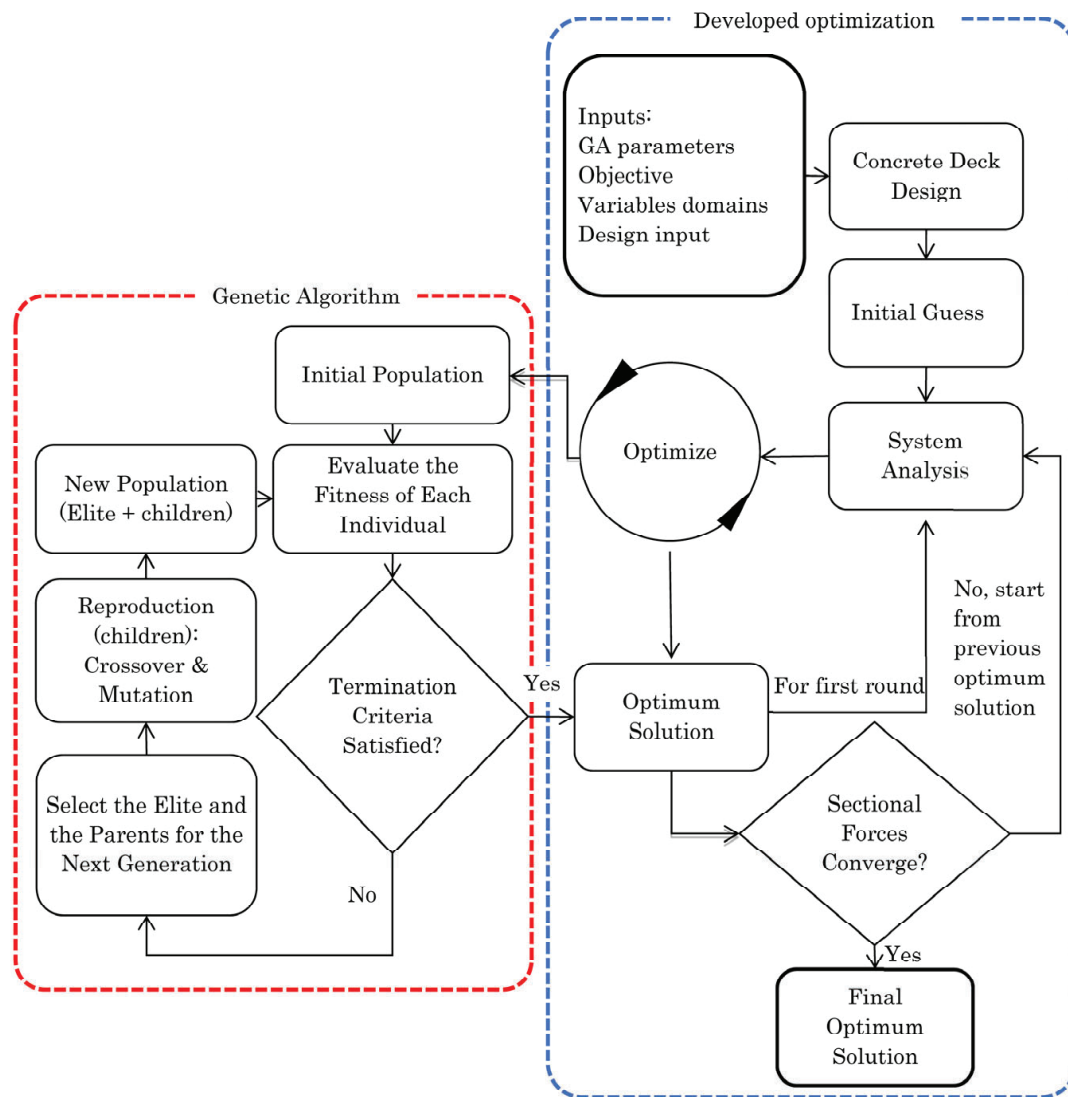 Developed optimization
Inputs:
GA parameters
Objective
Variables domains
Design input
Concrete Deck
Design
Initial Guess
System
Analysis
Optimize
Genetic Algorithm
Initial Population
Evaluate the
Fitness of Each
Individual
New Population
(Elite + children)
Reproduction
(children):
Crossover &
Mutation
Select the Elite and
the Parents for the
Next Generation
Termination
Criteria
Satisfied?
No
Yes
Optimum
Solution
For first round
No, start
from
previous
optimum
solution
Sectional
Forces
Converge?
Yes
Final
Optimum
Solution